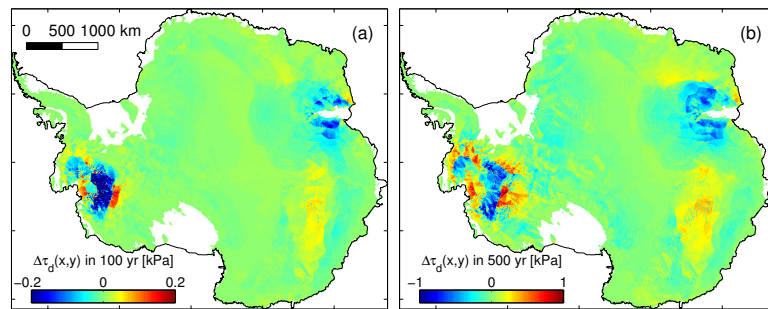 (a)
0 500 1000 km
Δτd(x,y) in 100 yr [kPa]
−0.2 0 0.2
(b)
Δτd(x,y) in 500 yr [kPa]
−1 0 1